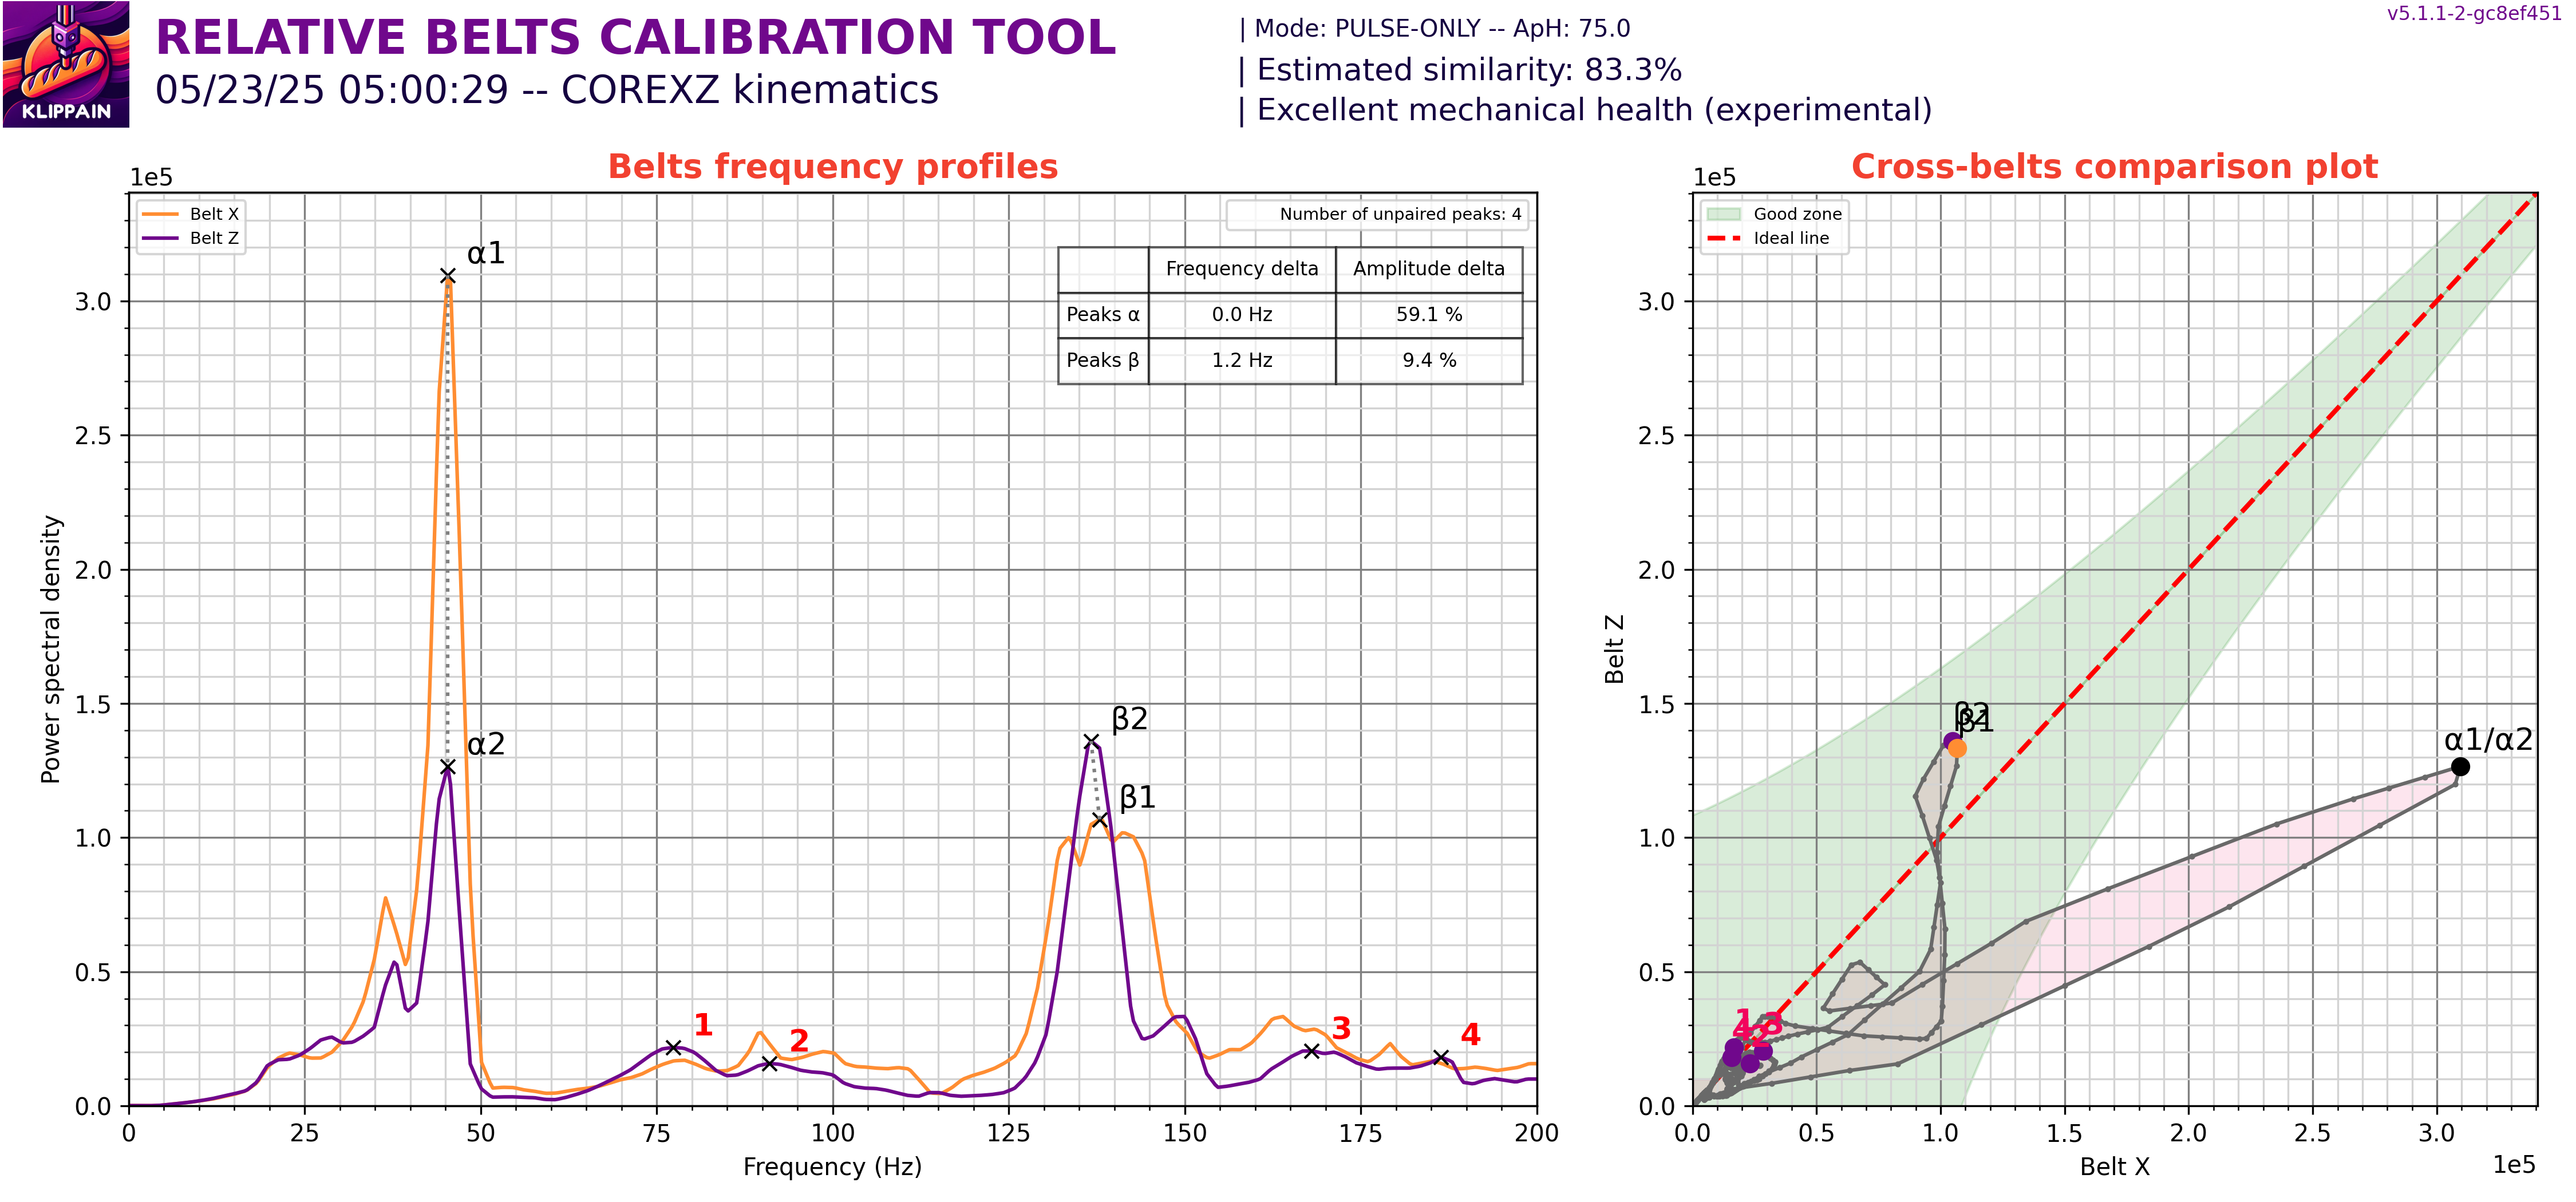 v5.1.1-2-gc8ef451
KLIPPAIN
RELATIVE BELTS CALIBRATION TOOL
05/23/25 05:00:29 -- COREXZ kinematics
| Mode: PULSE-ONLY -- ApH: 75.0
| Estimated similarity: 83.3%
| Excellent mechanical health (experimental)
Belts frequency profiles
1e5
Belt X
Belt Z
Number of unpaired peaks: 4
Frequency delta Amplitude delta
Peaks α 0.0 Hz 59.1 %
Peaks β 1.2 Hz 9.4 %
α1
α2
β2
β1
1
2
3
4
Power spectral density
3.0
2.5
2.0
1.5
1.0
0.5
0.0
0 25 50 75 100 125 150 175 200
Frequency (Hz)
Cross-belts comparison plot
1e5
Good zone
Ideal line
β2
β1
α1/α2
1
4
3
2
Belt Z
3.0
2.5
2.0
1.5
1.0
0.5
0.0
0.0 0.5 1.0 1.5 2.0 2.5 3.0
Belt X
1e5